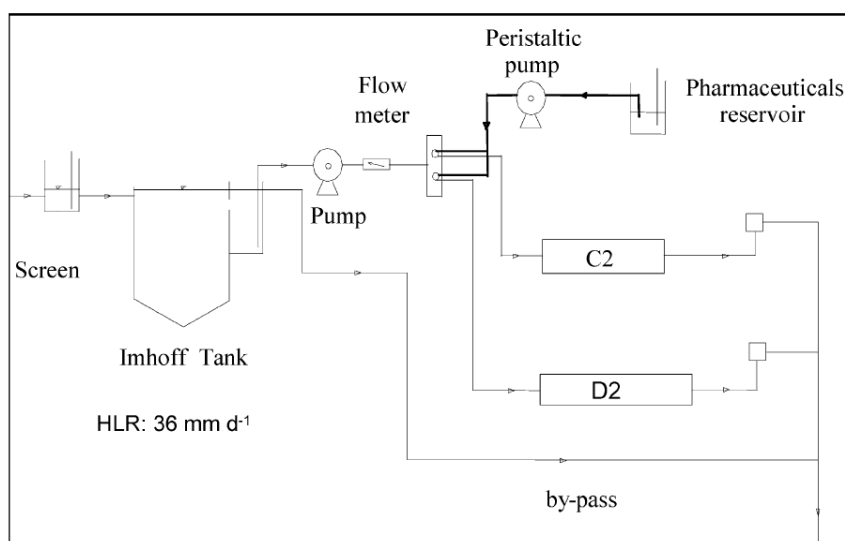 Peristaltic
pump
Flow
meter
Pharmaceuticals
reservoir
Pump
Screen
C2
Imhoff Tank
D2
HLR: 36 mm d⁻¹
by-pass